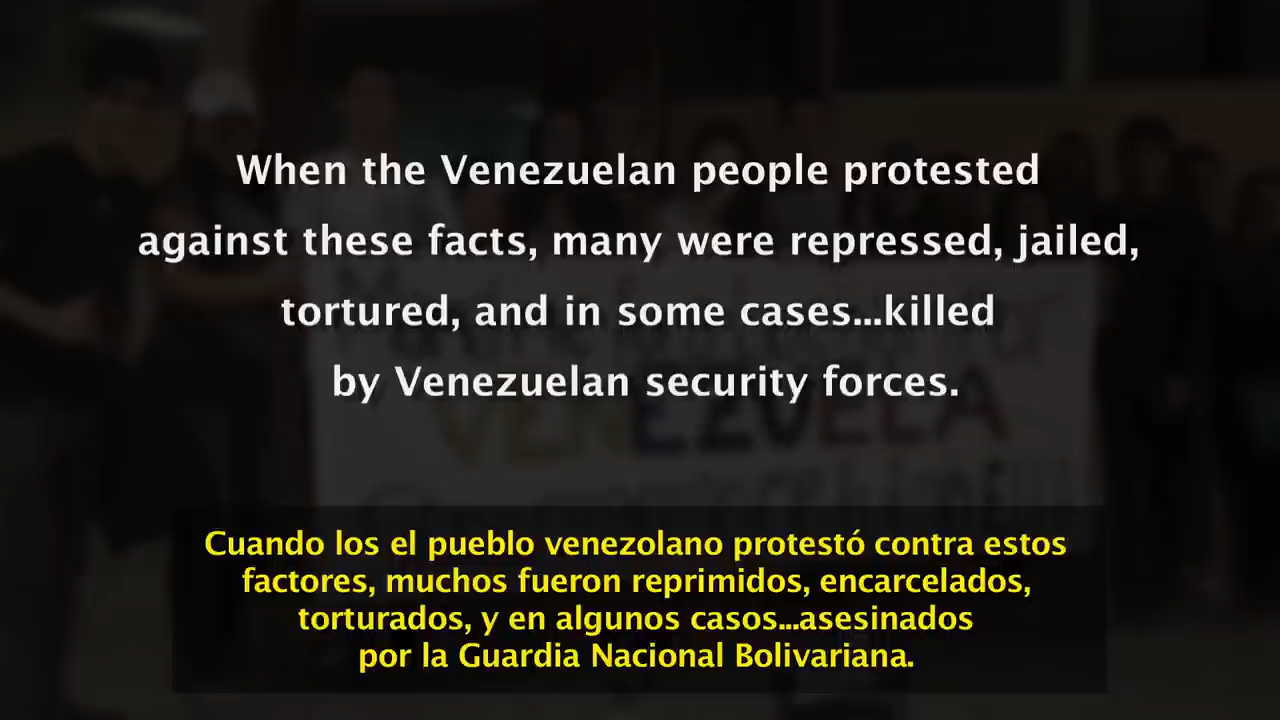 When the Venezuelan people protested
against these facts, many were repressed, jailed,
tortured, and in some cases...killed
by Venezuelan security forces.
VENEZUELA
Cuando los el pueblo venezolano protestó contra estos
factores, muchos fueron reprimidos, encarcelados,
torturados, y en algunos casos...asesinados
por la Guardia Nacional Bolivariana.